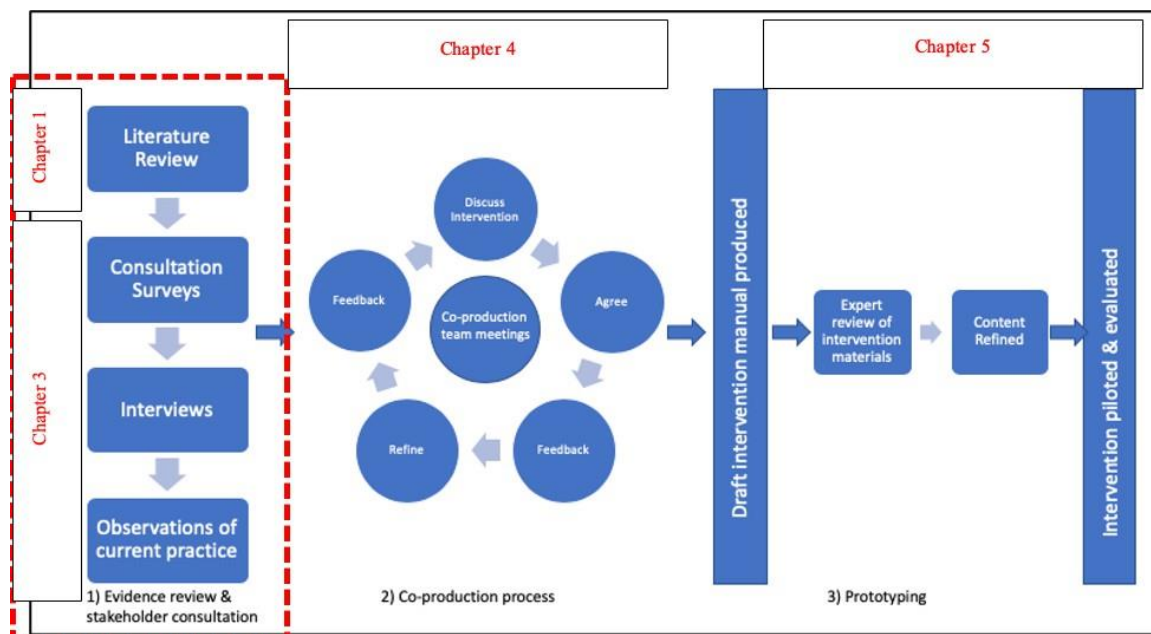 Chapter 4
Chapter 5
Chapter 1
Literature
Review
Chapter 3
Consultation
Surveys
Interviews
Observations of
current practice
1) Evidence review &
stakeholder consultation
Discuss
Intervention
Agree
Feedback
Refine
Feedback
Co-production
team meetings
2) Co-production process
Draft intervention manual produced
Expert
review of
intervention
materials
Content
Refined
3) Prototyping
Intervention piloted & evaluated